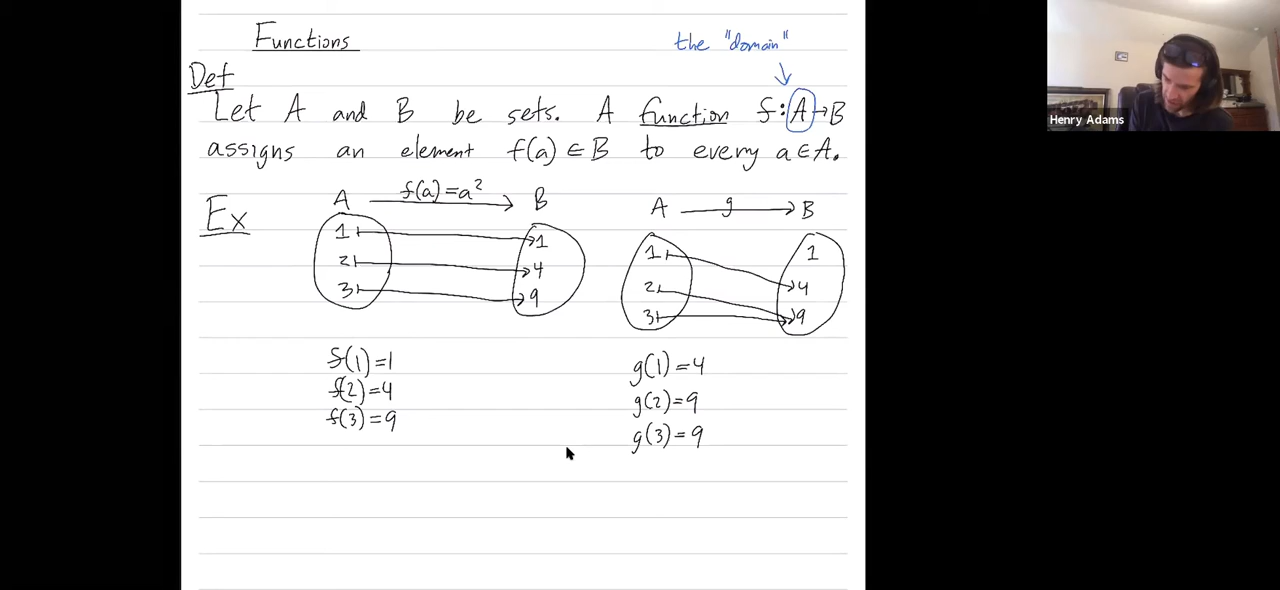 Functions
the "domain"
Def
Let A and B be sets. A function f: A → B
assigns an element f(a) ∈ B to every a ∈ A.
Ex
A f(a)=a² B
1 1
2 4
3 9
f(1)=1
f(2)=4
f(3)=9
A g B
1 1
2 4
3 9
g(1)=4
g(2)=9
g(3)=9
Henry Adams